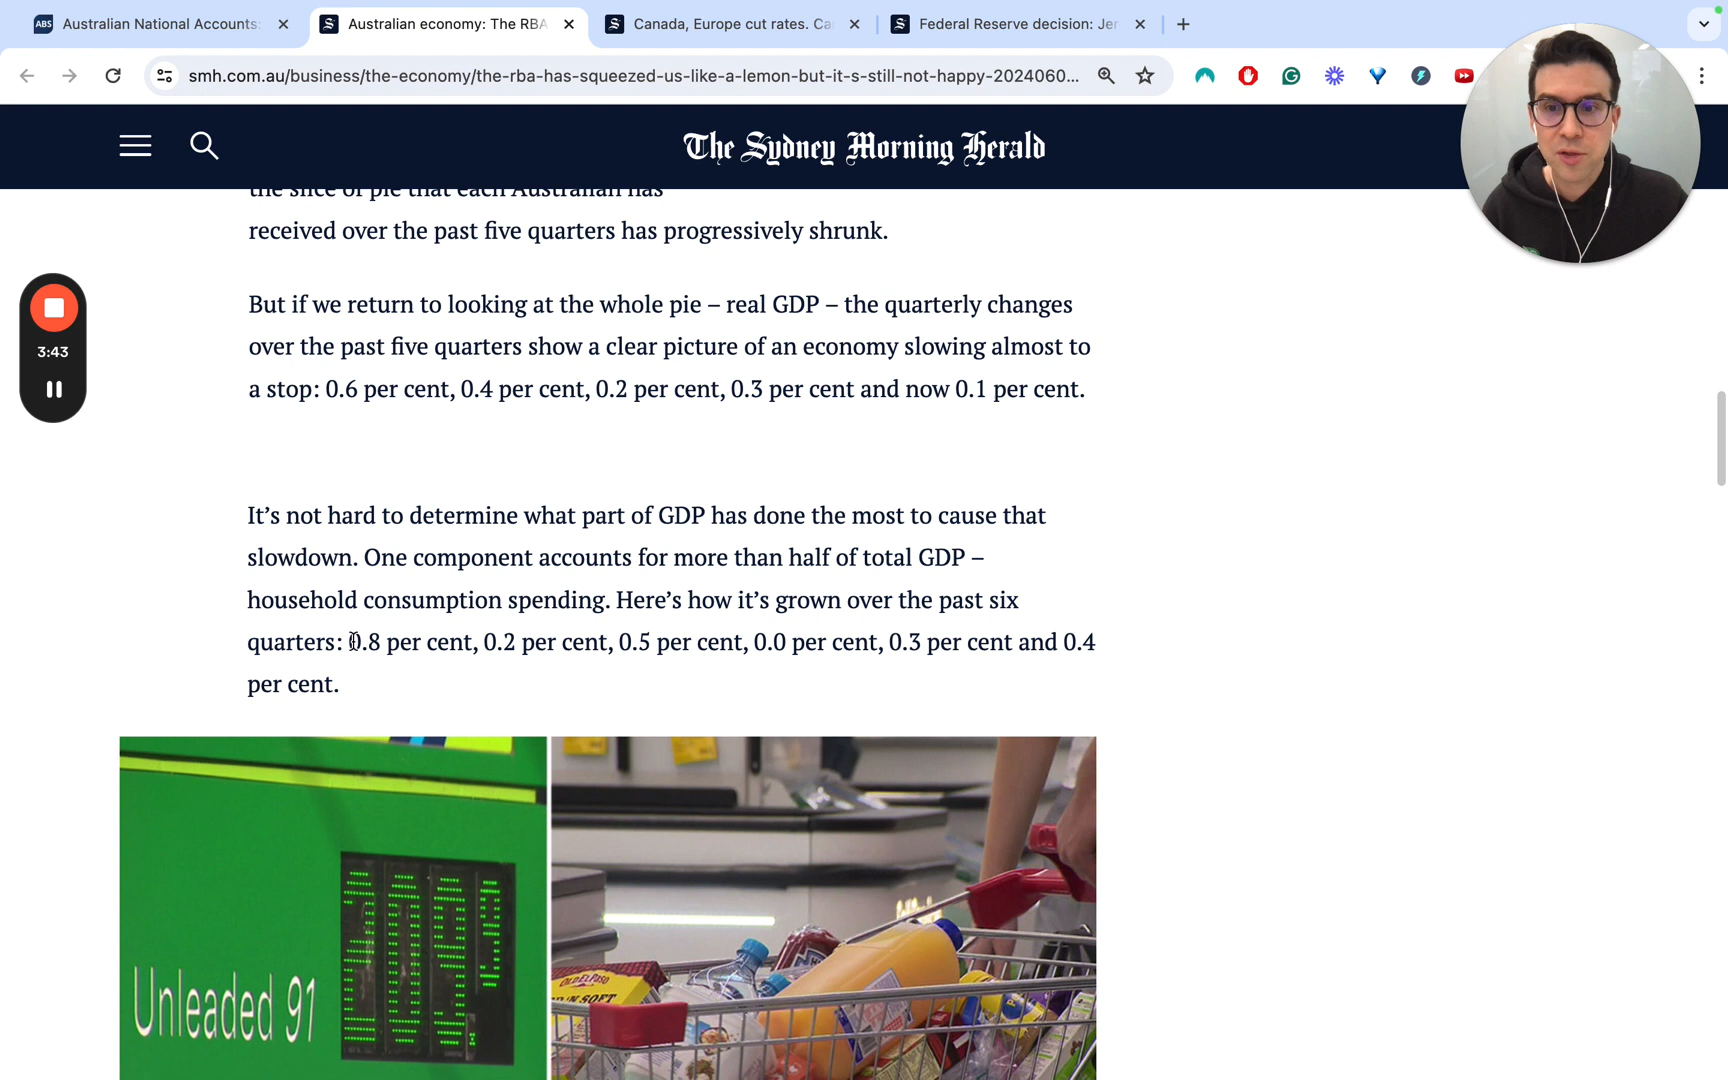 ABS Australian National Accounts:
Australian economy: The RBA
Canada, Europe cut rates. Ca
Federal Reserve decision: Jer
smh.com.au/business/the-economy/the-rba-has-squeezed-us-like-a-lemon-but-it-s-still-not-happy-2024060...
The Sydney Morning Herald
the slice of pie that each Australian has
received over the past five quarters has progressively shrunk.
3:43
But if we return to looking at the whole pie – real GDP – the quarterly changes
over the past five quarters show a clear picture of an economy slowing almost to
a stop: 0.6 per cent, 0.4 per cent, 0.2 per cent, 0.3 per cent and now 0.1 per cent.
It’s not hard to determine what part of GDP has done the most to cause that
slowdown. One component accounts for more than half of total GDP –
household consumption spending. Here’s how it’s grown over the past six
quarters: 0.8 per cent, 0.2 per cent, 0.5 per cent, 0.0 per cent, 0.3 per cent and 0.4
per cent.
Unleaded 91
209.9
OLD EL PASO